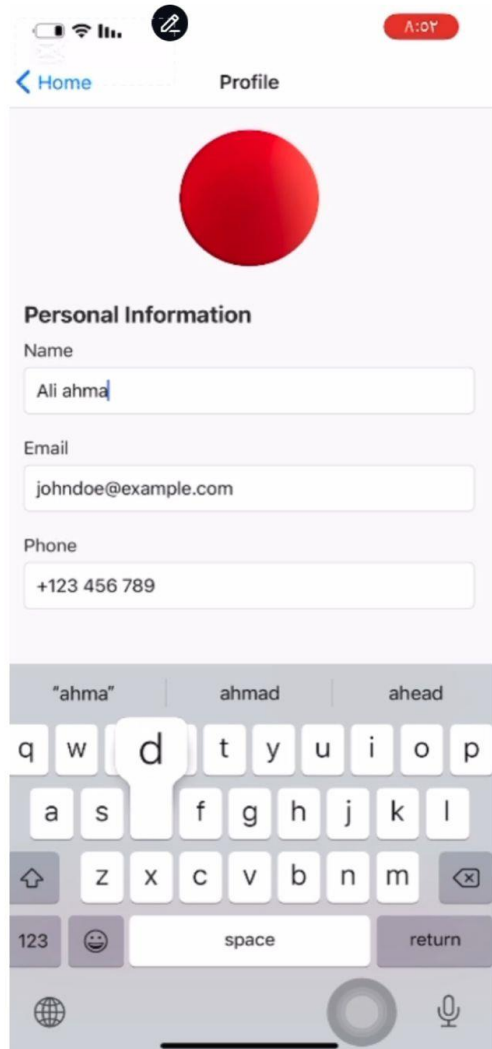 ٨:٥٢
Home
Profile
Personal Information
Name
Ali ahma
Email
johndoe@example.com
Phone
+123 456 789
“ahma” ahmad ahead
q w d t y u i o p
a s f g h j k l
z x c v b n m
123 space return